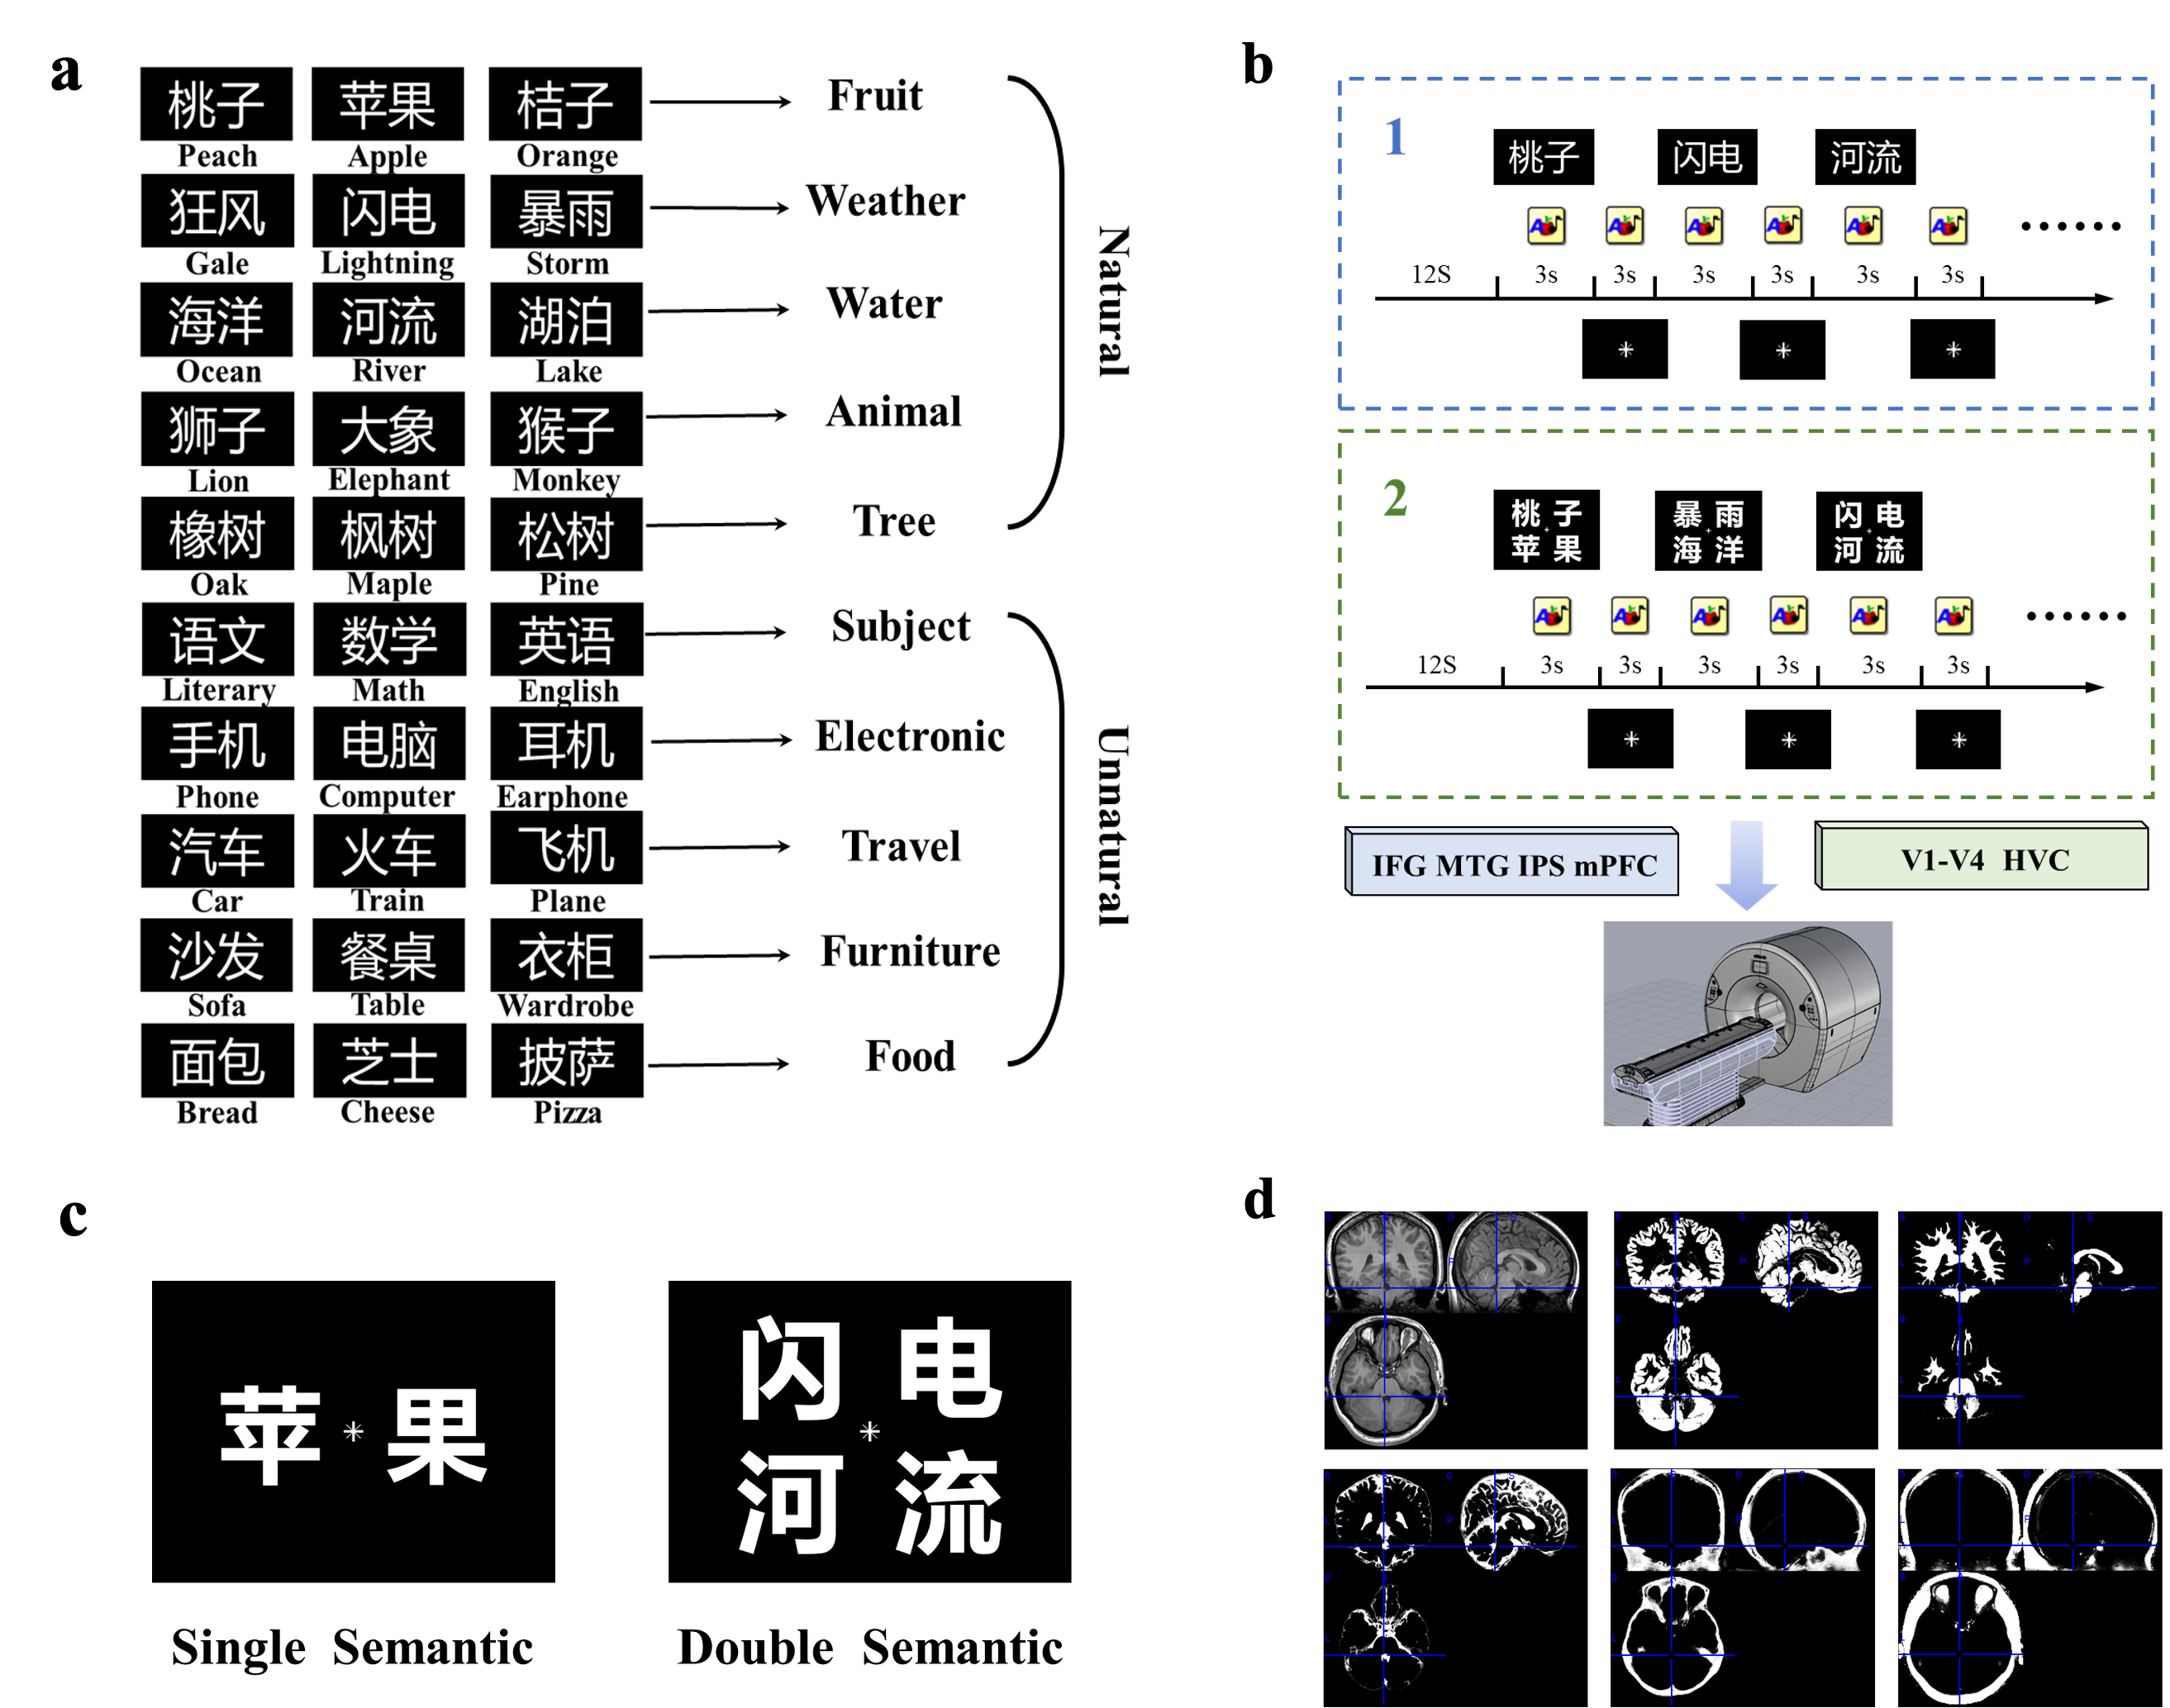 a
桃子 苹果 桔子 Fruit
Peach Apple Orange
狂风 闪电 暴雨 Weather
Gale Lightning Storm
海洋 河流 湖泊 Water
Ocean River Lake
狮子 大象 猴子 Animal
Lion Elephant Monkey
橡树 枫树 松树 Tree
Oak Maple Pine
Natural
语文 数学 英语 Subject
Literary Math English
手机 电脑 耳机 Electronic
Phone Computer Earphone
汽车 火车 飞机 Travel
Car Train Plane
沙发 餐桌 衣柜 Furniture
Sofa Table Wardrobe
面包 芝士 披萨 Food
Bread Cheese Pizza
Unnatural
b
1
桃子 闪电 河流
12S 3s 3s 3s 3s 3s 3s
2
桃子 暴雨 闪电
苹果 海洋 河流
12S 3s 3s 3s 3s 3s 3s
IFG MTG IPS mPFC
V1-V4 HVC
c
苹 * 果
闪电
*
河流
Single Semantic
Double Semantic
d